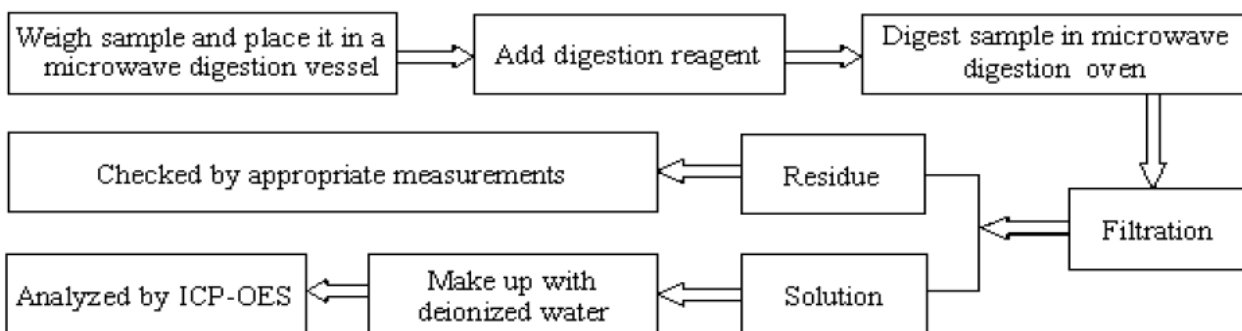 Weigh sample and place it in a
microwave digestion vessel
Add digestion reagent
Digest sample in microwave
digestion oven
Checked by appropriate measurements
Residue
Filtration
Analyzed by ICP-OES
Make up with
deionized water
Solution